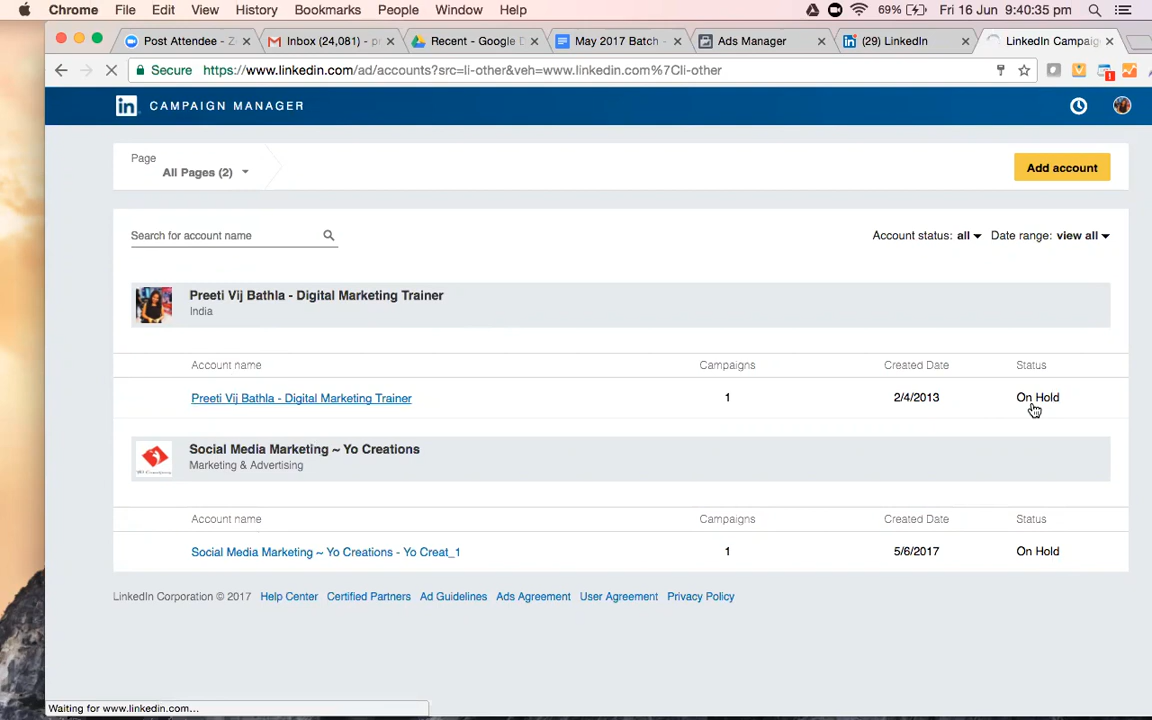 Chrome File Edit View History Bookmarks People Window Help 69% Fri 16 Jun 9:40:35 pm
Post Attendee - Z Inbox (24,081) - pr Recent - Google D May 2017 Batch - Ads Manager (29) LinkedIn LinkedIn Campaig
Secure https://www.linkedin.com/ad/accounts?src=li-other&veh=www.linkedin.com%7Cli-other 1
in CAMPAIGN MANAGER
Page
All Pages (2)
Add account
Search for account name Account status: all Date range: view all
Preeti Vij Bathla - Digital Marketing Trainer
India
Account name Campaigns Created Date Status
Preeti Vij Bathla - Digital Marketing Trainer 1 2/4/2013 On Hold
Social Media Marketing ~ Yo Creations
Marketing & Advertising
Account name Campaigns Created Date Status
Social Media Marketing ~ Yo Creations - Yo Creat_1 1 5/6/2017 On Hold
LinkedIn Corporation © 2017 Help Center Certified Partners Ad Guidelines Ads Agreement User Agreement Privacy Policy
Waiting for www.linkedin.com...